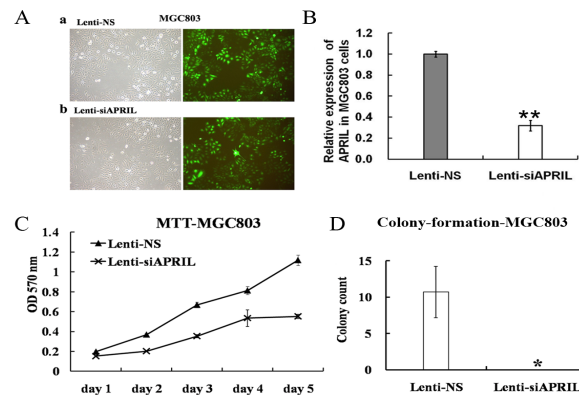 A
MGC803
a Lenti-NS
b
Lenti-siAPRIL
B
Relative expression of
APRIL in MGC803 cells
1.2
1.0
0.8
0.6
0.4
0.2
0.0
**
Lenti-NS Lenti-siAPRIL
C
MTT-MGC803
Lenti-NS
Lenti-siAPRIL
OD 570 nm
1.4
1.2
1
0.8
0.6
0.4
0.2
0
day 1 day 2 day 3 day 4 day 5
D
Colony-formation-MGC803
Colony count
15
10
5
0
*
Lenti-NS Lenti-siAPRIL